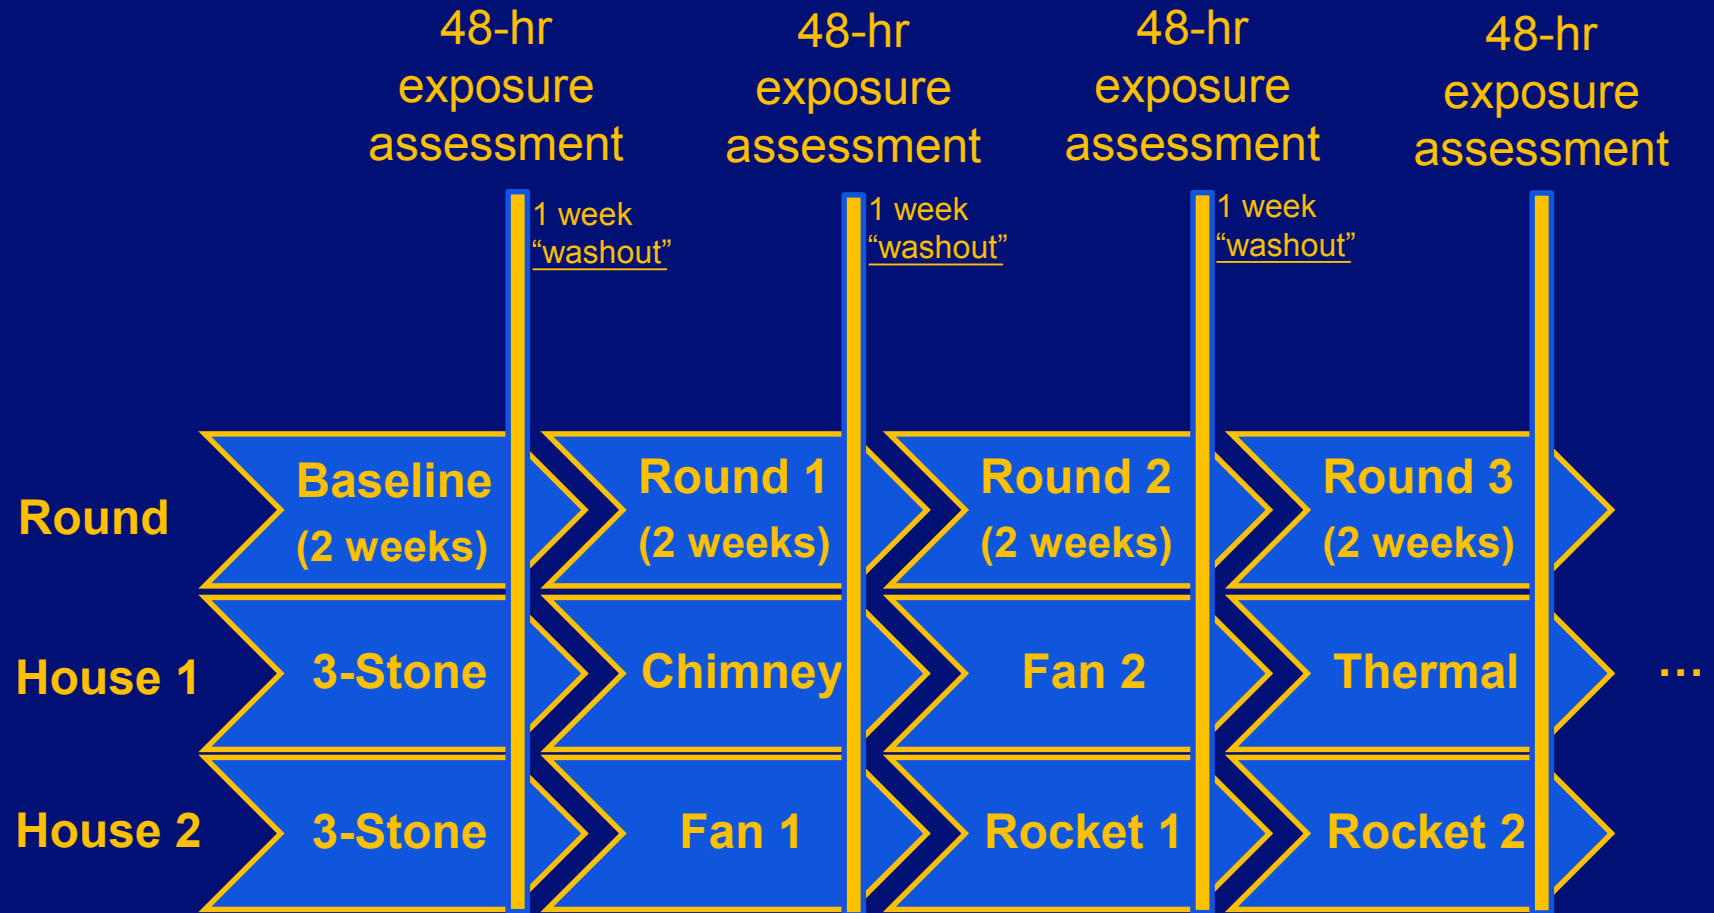 48-hr
exposure
assessment
48-hr
exposure
assessment
48-hr
exposure
assessment
48-hr
exposure
assessment
1 week
“washout”
1 week
“washout”
1 week
“washout”
Round
Baseline
(2 weeks)
Round 1
(2 weeks)
Round 2
(2 weeks)
Round 3
(2 weeks)
House 1
3-Stone
Chimney
Fan 2
Thermal
...
House 2
3-Stone
Fan 1
Rocket 1
Rocket 2